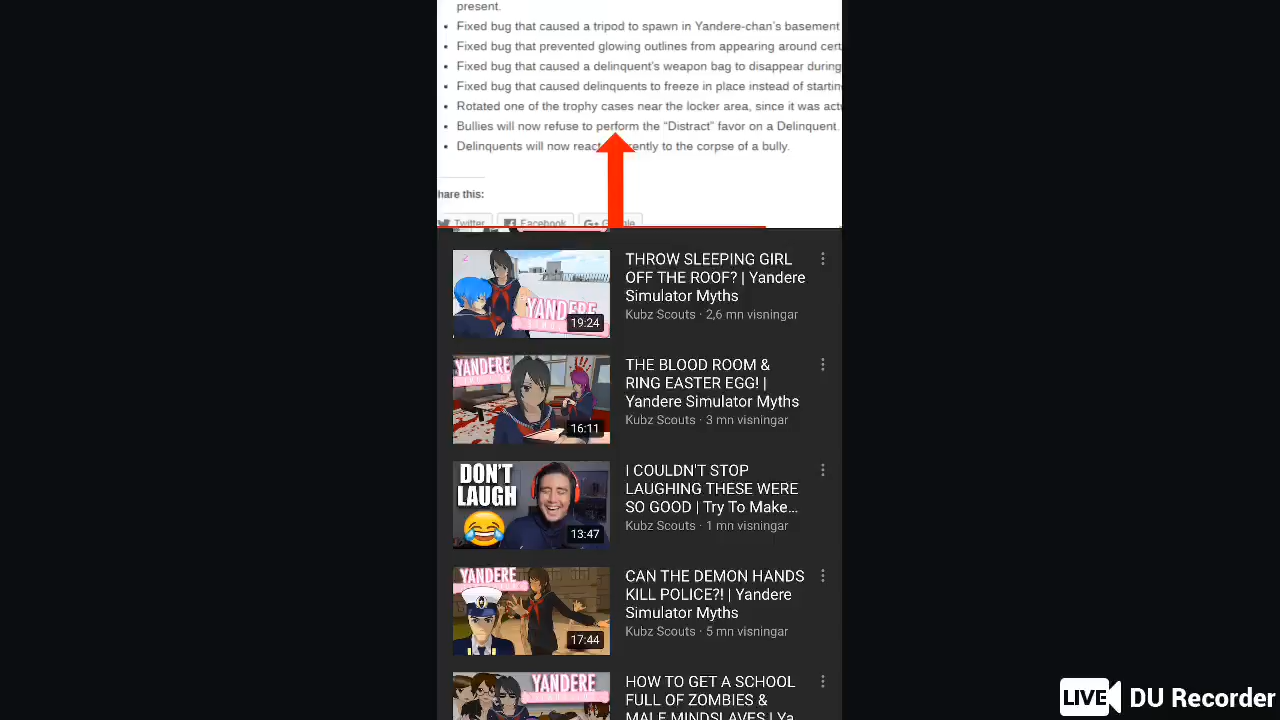 present.
Fixed bug that caused a tripod to spawn in Yandere-chan's basement
Fixed bug that prevented glowing outlines from appearing around
Fixed bug that caused a delinquent's weapon bag to disappear during
Fixed bug that caused delinquents to freeze in place instead of
Rotated one of the trophy cases near the locker area, since it was
Bullies will now refuse to perform the “Distract” favor on a Delinquent.
Delinquents will now react to the corpse of a bully.
hare this:
Twitter Facebook
THROW SLEEPING GIRL
OFF THE ROOF? | Yandere
Simulator Myths
Kubz Scouts · 2,6 mn visningar
YANDERE
19:24
THE BLOOD ROOM &
RING EASTER EGG! |
Yandere Simulator Myths
Kubz Scouts · 3 mn visningar
YANDERE
16:11
I COULDN'T STOP
LAUGHING THESE WERE
SO GOOD | Try To Make...
Kubz Scouts · 1 mn visningar
DON'T
LAUGH
13:47
CAN THE DEMON HANDS
KILL POLICE?! | Yandere
Simulator Myths
Kubz Scouts · 5 mn visningar
YANDERE
17:44
HOW TO GET A SCHOOL
FULL OF ZOMBIES &
MALE MINDSLAVES | Ya
YANDERE
LIVE DU Recorder